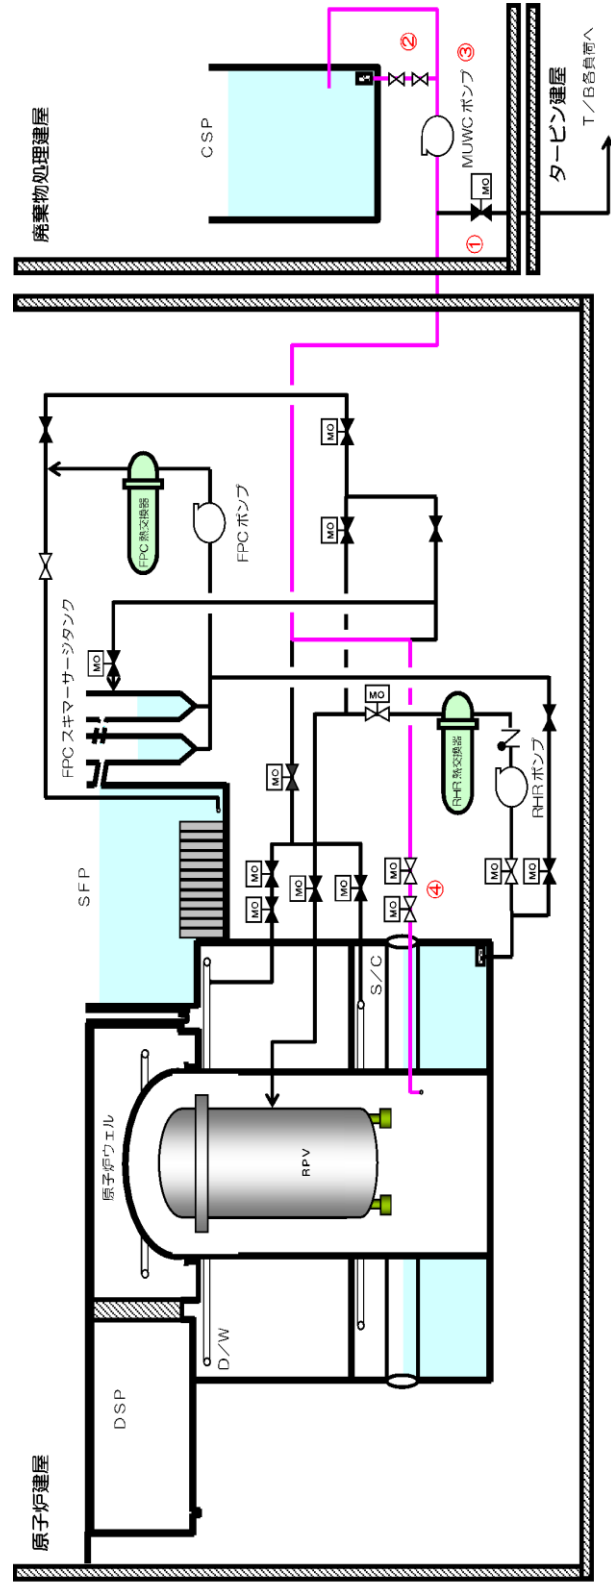 原子炉建屋
廃棄物処理建屋
タービン建屋
T/B各負荷へ
DSP
原子炉ウェル
SFP
FPCスキマーサージタンク
FPC熱交換器
FPCポンプ
CSP
②
③
MUWCポンプ
①
MO
MO
MO
MO
MO
MO
MO
MO
MO
MO
MO
MO
MO
MO
D/W
RPV
S/C
④
RHR熱交換器
RHRポンプ